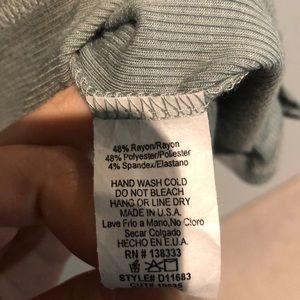 48% Rayon/Rayon
48% Polyester/Poliester
4% Spandex/Elastano
HAND WASH COLD
DO NOT BLEACH
HANG OR LINE DRY
MADE IN U.S.A.
Lave Frio a Mano,No Cloro
Secar Colgado
HECHO EN E.U.A.
RN # 138333
STYLE# D11683